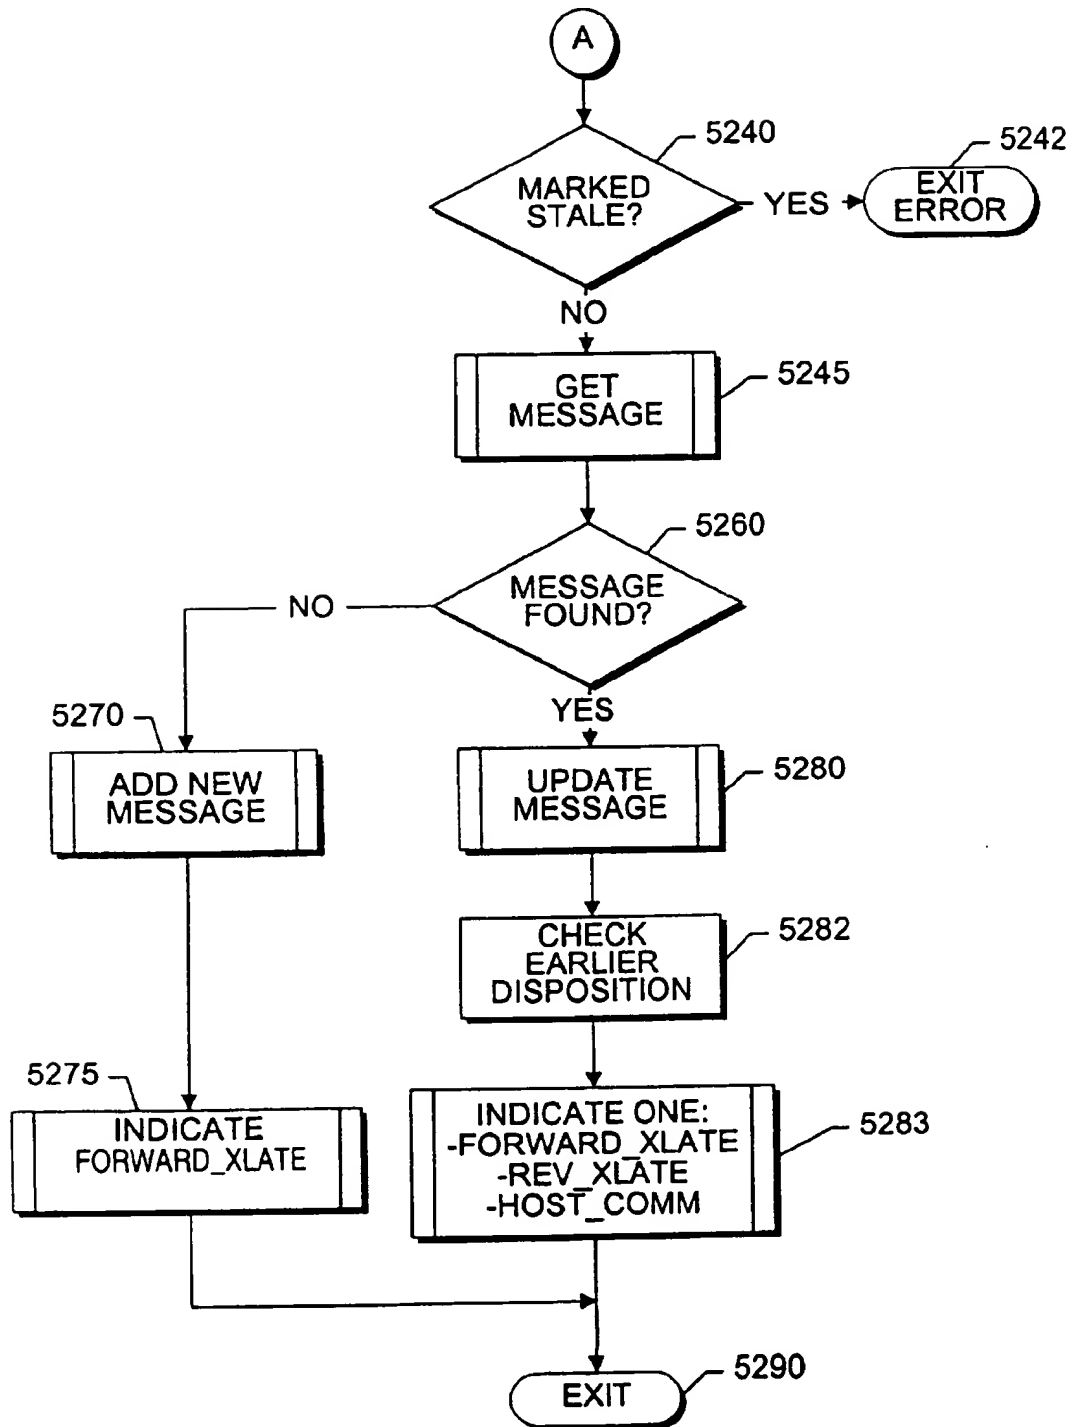 A
5240
MARKED
STALE?
YES
5242
EXIT
ERROR
NO
GET
MESSAGE
5245
5260
MESSAGE
FOUND?
NO
YES
5270
ADD NEW
MESSAGE
UPDATE
MESSAGE
5280
CHECK
EARLIER
DISPOSITION
5282
5275
INDICATE
FORWARD_XLATE
INDICATE ONE:
-FORWARD_XLATE
-REV_XLATE
-HOST_COMM
5283
EXIT
5290